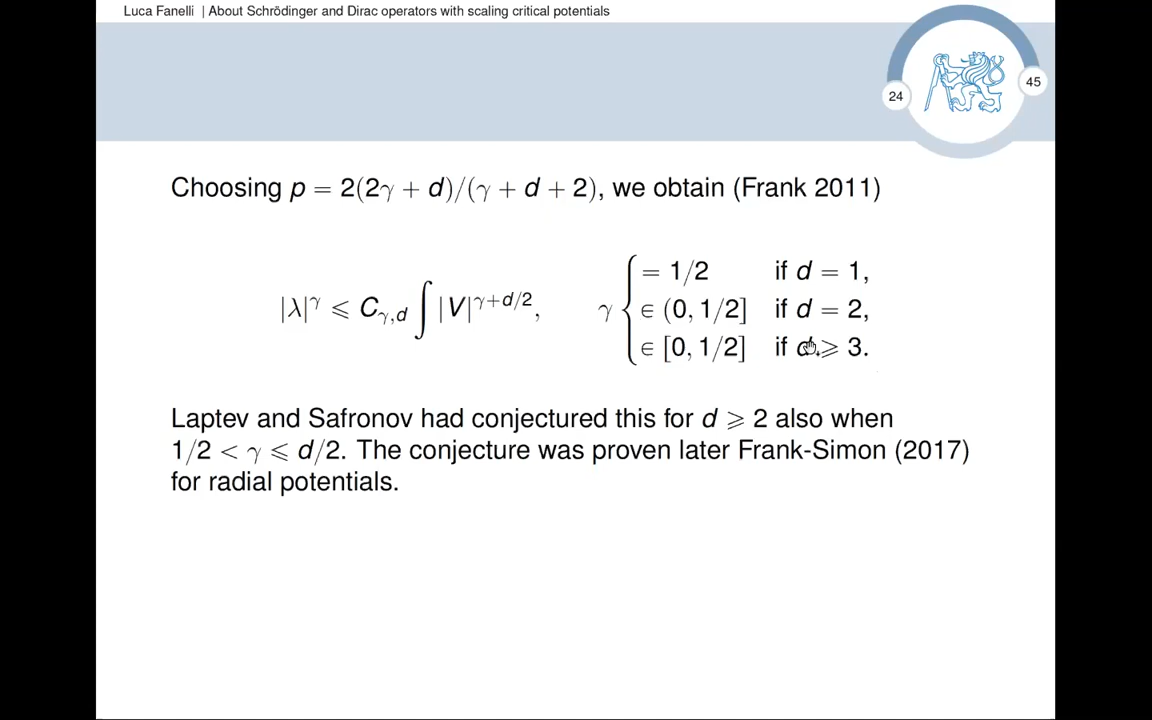 Luca Fanelli | About Schrödinger and Dirac operators with scaling critical potentials
24
45
Choosing p = 2(2γ + d)/(γ + d + 2), we obtain (Frank 2011)
|λ|^γ ⩽ C_{γ,d} ∫ |V|^{γ+d/2}, γ { = 1/2 if d = 1,
∈ (0, 1/2] if d = 2,
∈ [0, 1/2] if d ⩾ 3.
Laptev and Safronov had conjectured this for d ⩾ 2 also when
1/2 < γ ⩽ d/2. The conjecture was proven later Frank-Simon (2017)
for radial potentials.